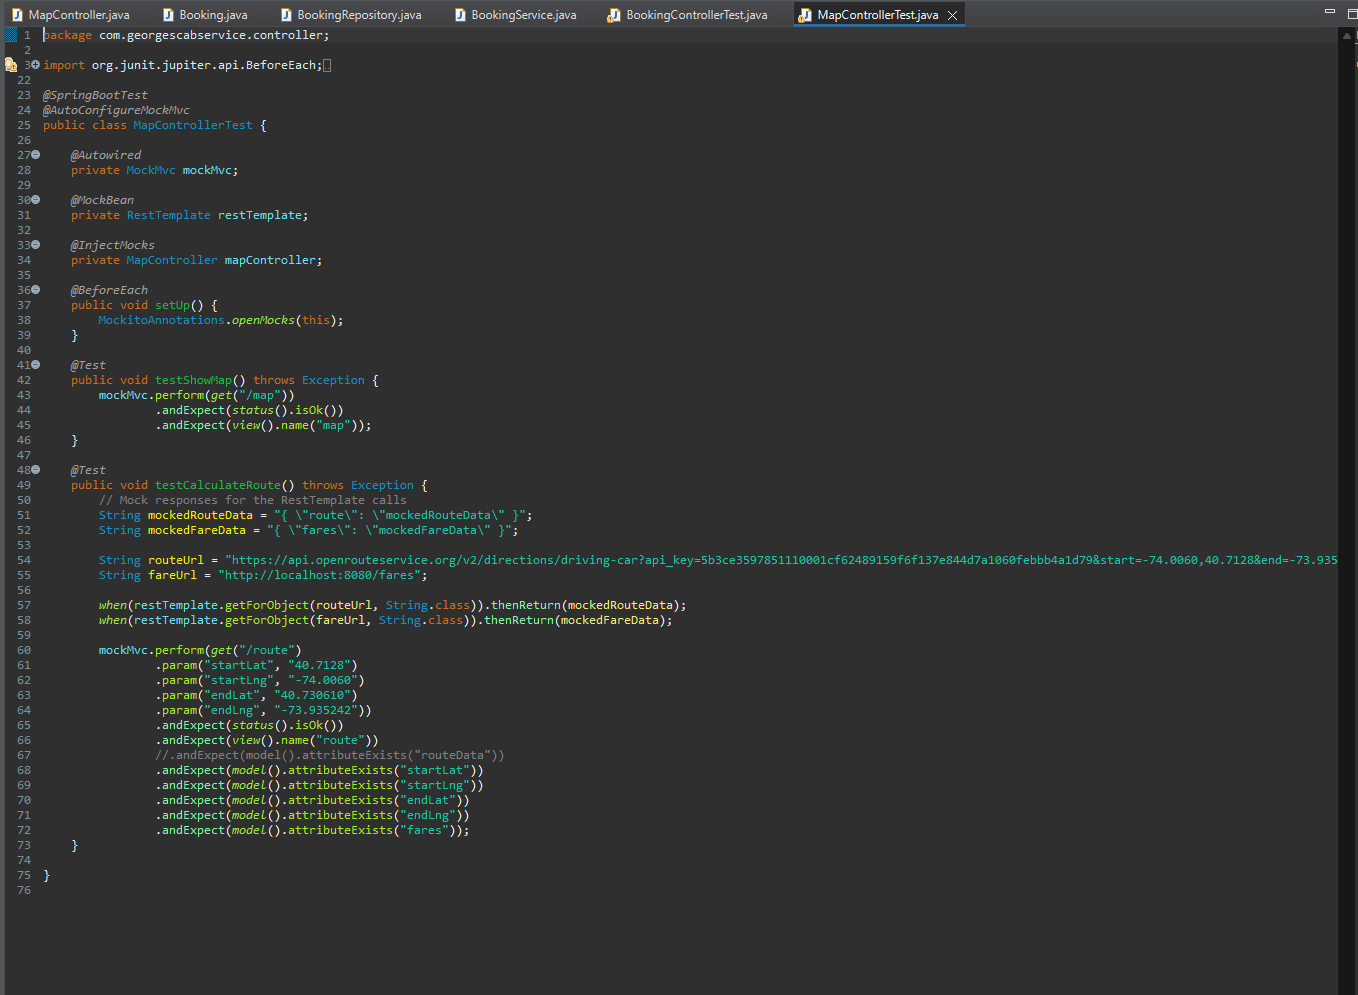 MapController.java Booking.java BookingRepository.java BookingService.java BookingControllerTest.java MapControllerTest.java
1 package com.georgescabservice.controller;
2
3 import org.junit.jupiter.api.BeforeEach;
22
23 @SpringBootTest
24 @AutoConfigureMockMvc
25 public class MapControllerTest {
26
27     @Autowired
28     private MockMvc mockMvc;
29
30     @MockBean
31     private RestTemplate restTemplate;
32
33     @InjectMocks
34     private MapController mapController;
35
36     @BeforeEach
37     public void setUp() {
38         MockitoAnnotations.openMocks(this);
39     }
40
41     @Test
42     public void testShowMap() throws Exception {
43         mockMvc.perform(get("/map"))
44                 .andExpect(status().isOk())
45                 .andExpect(view().name("map"));
46     }
47
48     @Test
49     public void testCalculateRoute() throws Exception {
50         // Mock responses for the RestTemplate calls
51         String mockedRouteData = "{ \"route\": \"mockedRouteData\" }";
52         String mockedFareData = "{ \"fares\": \"mockedFareData\" }";
53
54         String routeUrl = "https://api.openrouteservice.org/v2/directions/driving-car?api_key=5b3ce3597851110001cf62489159f6f137e844d7a1060febbb4a1d79&start=-74.0060,40.7128&end=-73.935
55         String fareUrl = "http://localhost:8080/fares";
56
57         when(restTemplate.getForObject(routeUrl, String.class)).thenReturn(mockedRouteData);
58         when(restTemplate.getForObject(fareUrl, String.class)).thenReturn(mockedFareData);
59
60         mockMvc.perform(get("/route")
61                 .param("startLat", "40.7128")
62                 .param("startLng", "-74.0060")
63                 .param("endLat", "40.730610")
64                 .param("endLng", "-73.935242"))
65                 .andExpect(status().isOk())
66                 .andExpect(view().name("route"))
67                 //.andExpect(model().attributeExists("routeData"))
68                 .andExpect(model().attributeExists("startLat"))
69                 .andExpect(model().attributeExists("startLng"))
70                 .andExpect(model().attributeExists("endLat"))
71                 .andExpect(model().attributeExists("endLng"))
72                 .andExpect(model().attributeExists("fares"));
73     }
74
75 }
76